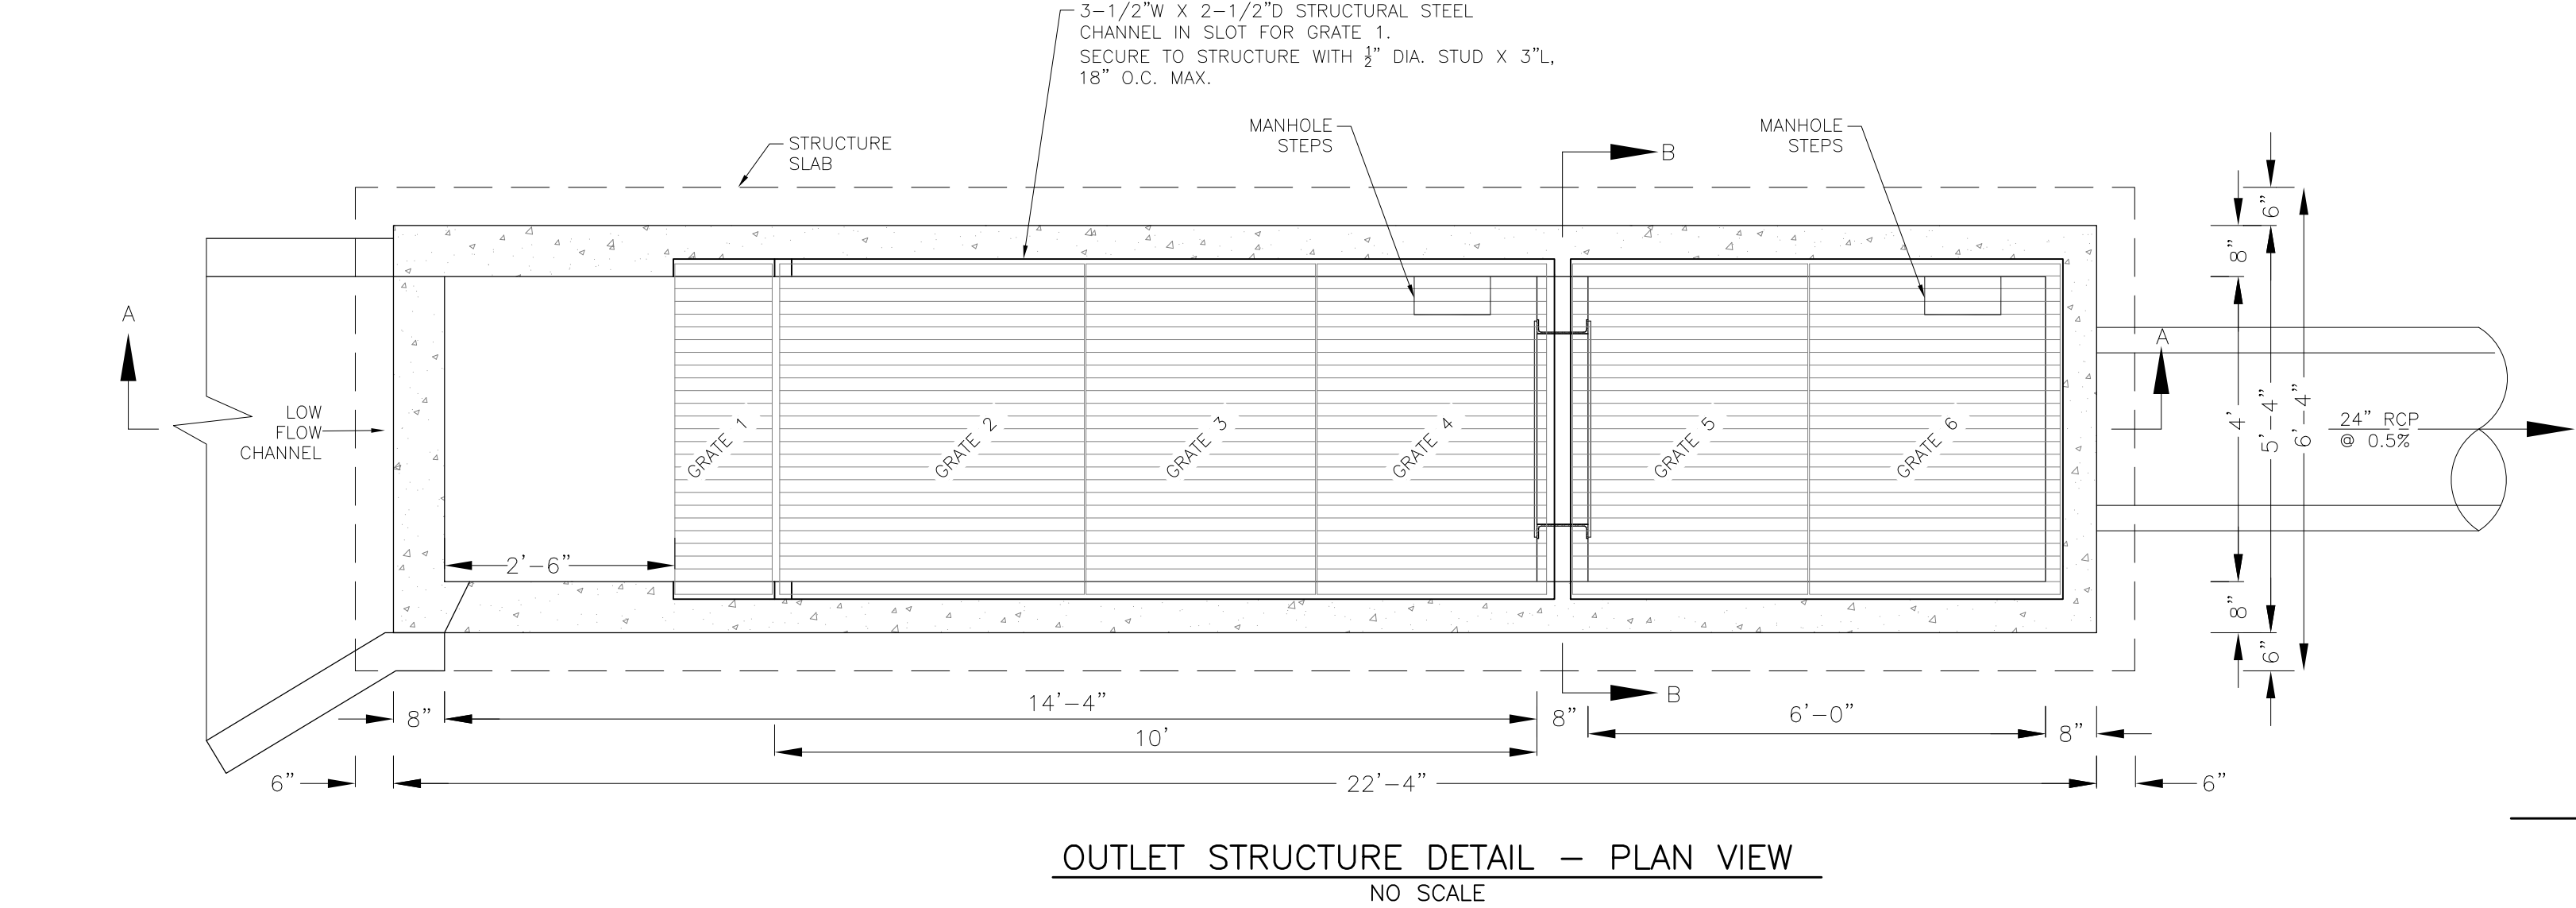 3-1/2"W X 2-1/2"D STRUCTURAL STEEL
CHANNEL IN SLOT FOR GRATE 1.
SECURE TO STRUCTURE WITH ½" DIA. STUD X 3"L,
18" O.C. MAX.
STRUCTURE
SLAB
MANHOLE
STEPS
MANHOLE
STEPS
B
A
LOW
FLOW
CHANNEL
GRATE 1
GRATE 2
GRATE 3
GRATE 4
GRATE 5
GRATE 6
A
6"
8"
4'
5'-4"
6'-4"
8"
6"
24" RCP
@ 0.5%
2'-6"
B
8"
14'-4"
8"
6'-0"
8"
10'
6"
22'-4"
6"
OUTLET STRUCTURE DETAIL - PLAN VIEW
NO SCALE